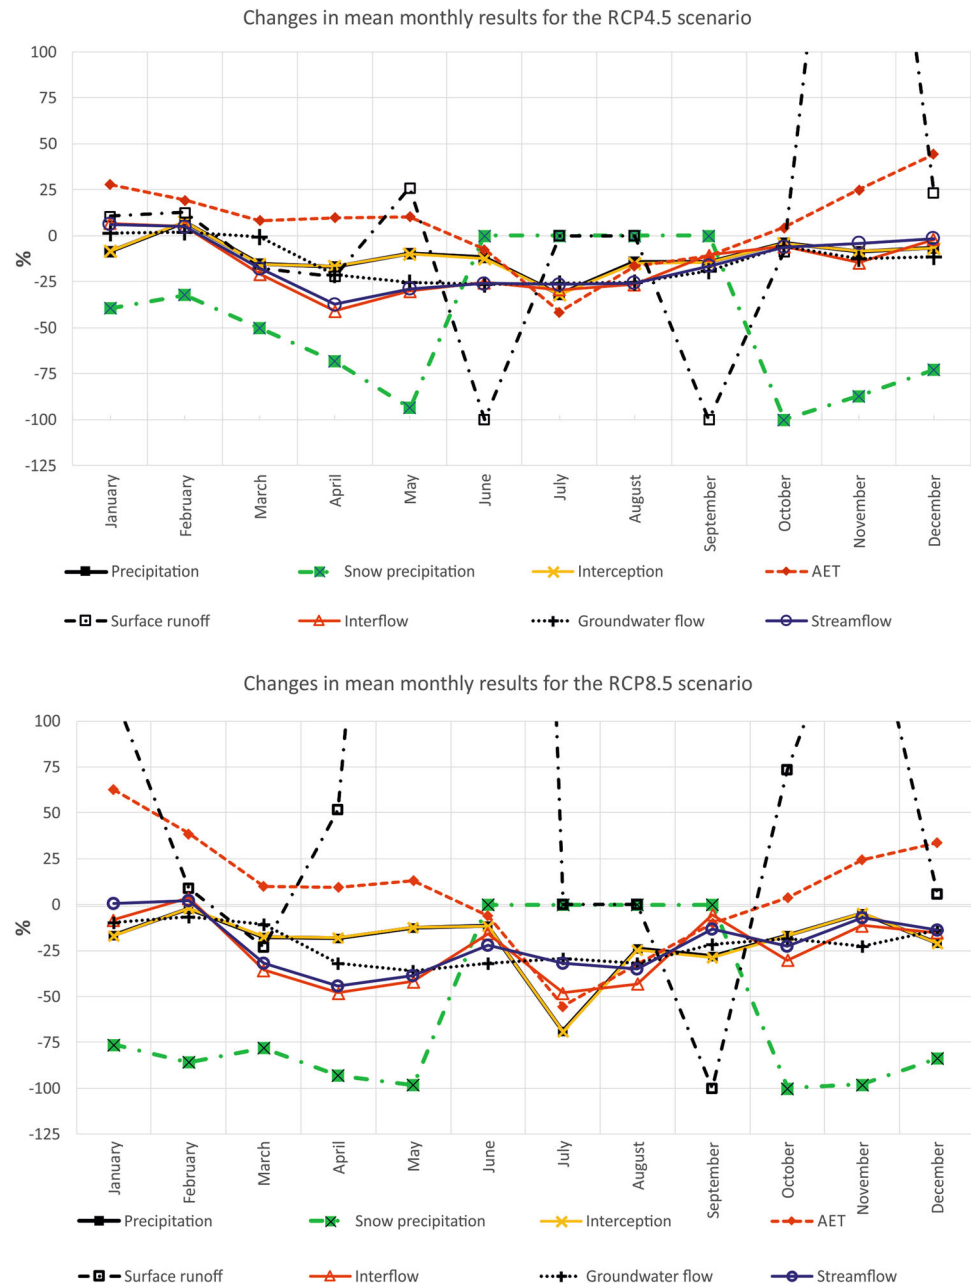 Changes in mean monthly results for the RCP4.5 scenario
100
75
50
25
0
-25
-50
-75
-100
-125
%
January
February
March
April
May
June
July
August
September
October
November
December
Precipitation
Snow precipitation
Interception
AET
Surface runoff
Interflow
Groundwater flow
Streamflow
Changes in mean monthly results for the RCP8.5 scenario
100
75
50
25
0
-25
-50
-75
-100
-125
%
January
February
March
April
May
June
July
August
September
October
November
December
Precipitation
Snow precipitation
Interception
AET
Surface runoff
Interflow
Groundwater flow
Streamflow